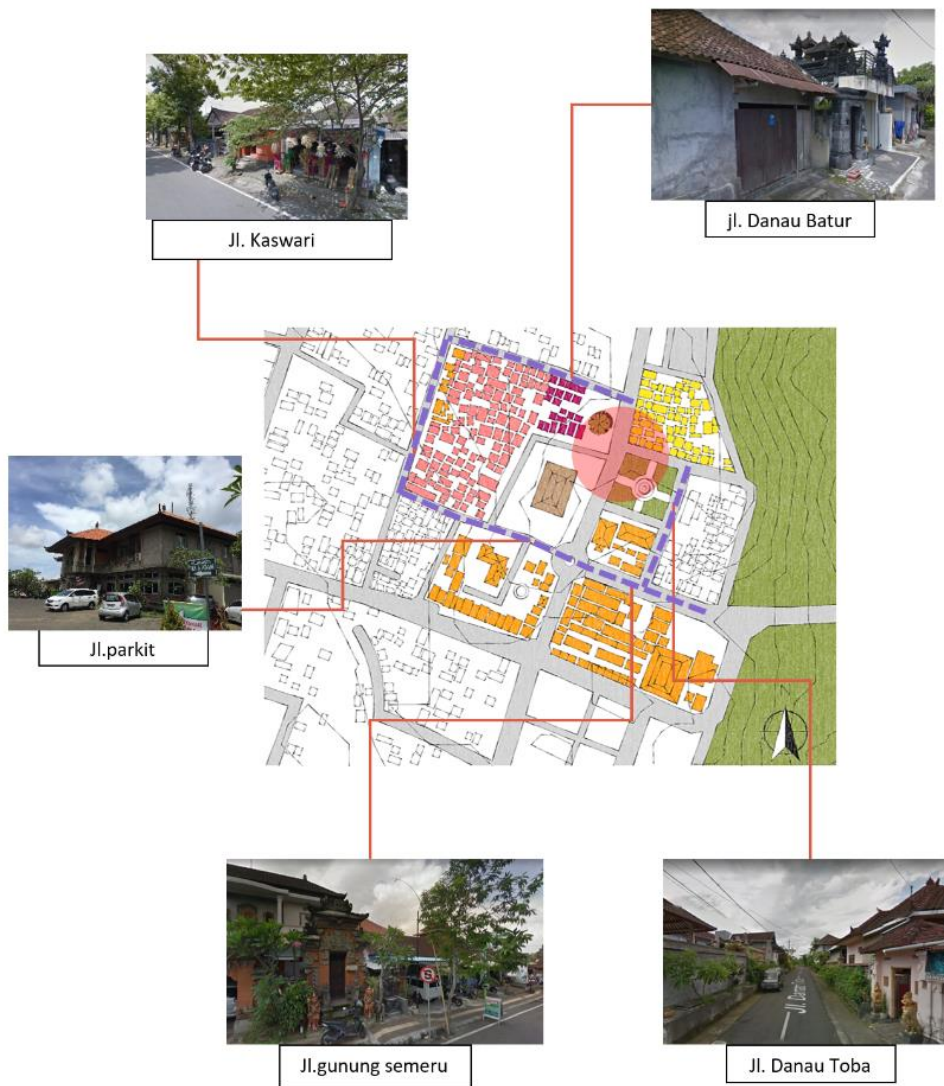 Jl. Kaswari
jl. Danau Batur
Jl.parkit
Jl.gunung semeru
Jl. Danau Toba